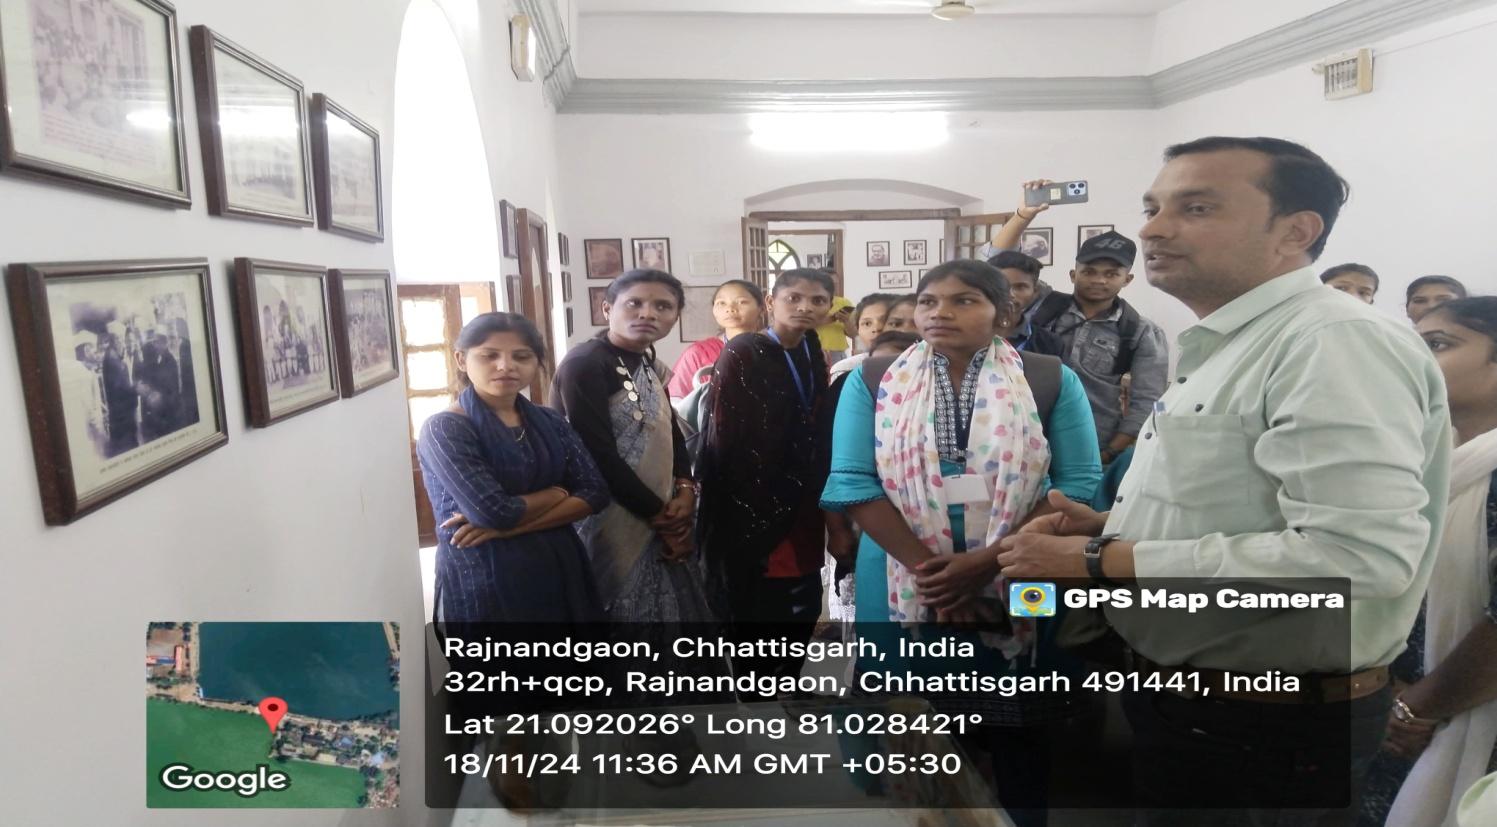 46
GPS Map Camera
Rajnandgaon, Chhattisgarh, India
32rh+qcp, Rajnandgaon, Chhattisgarh 491441, India
Lat 21.092026° Long 81.028421°
18/11/24 11:36 AM GMT +05:30
Google